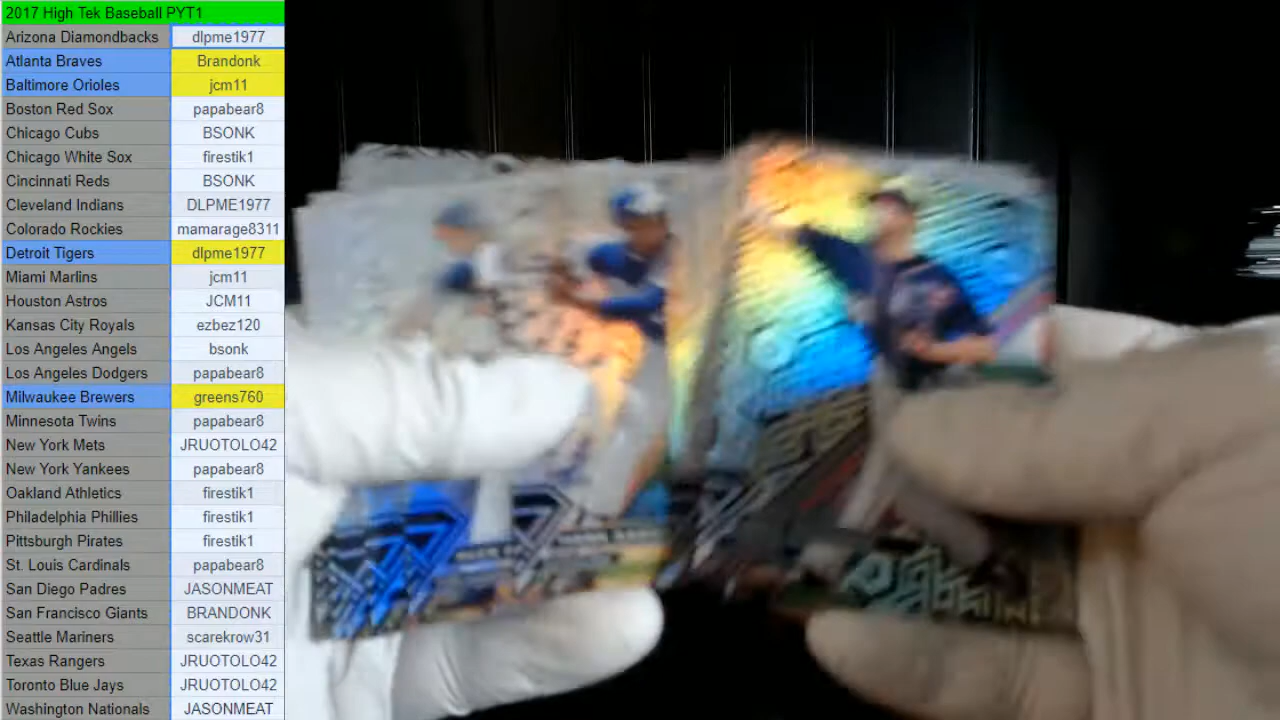 2017 High Tek Baseball PYT1
Arizona Diamondbacks dlpme1977
Atlanta Braves Brandonk
Baltimore Orioles jcm11
Boston Red Sox papabear8
Chicago Cubs BSONK
Chicago White Sox firestik1
Cincinnati Reds BSONK
Cleveland Indians DLPME1977
Colorado Rockies mamarage8311
Detroit Tigers dlpme1977
Miami Marlins jcm11
Houston Astros JCM11
Kansas City Royals ezbez120
Los Angeles Angels bsonk
Los Angeles Dodgers papabear8
Milwaukee Brewers greens760
Minnesota Twins papabear8
New York Mets JRUOTOLO42
New York Yankees papabear8
Oakland Athletics firestik1
Philadelphia Phillies firestik1
Pittsburgh Pirates firestik1
St. Louis Cardinals papabear8
San Diego Padres JASONMEAT
San Francisco Giants BRANDONK
Seattle Mariners scarekrow31
Texas Rangers JRUOTOLO42
Toronto Blue Jays JRUOTOLO42
Washington Nationals JASONMEAT